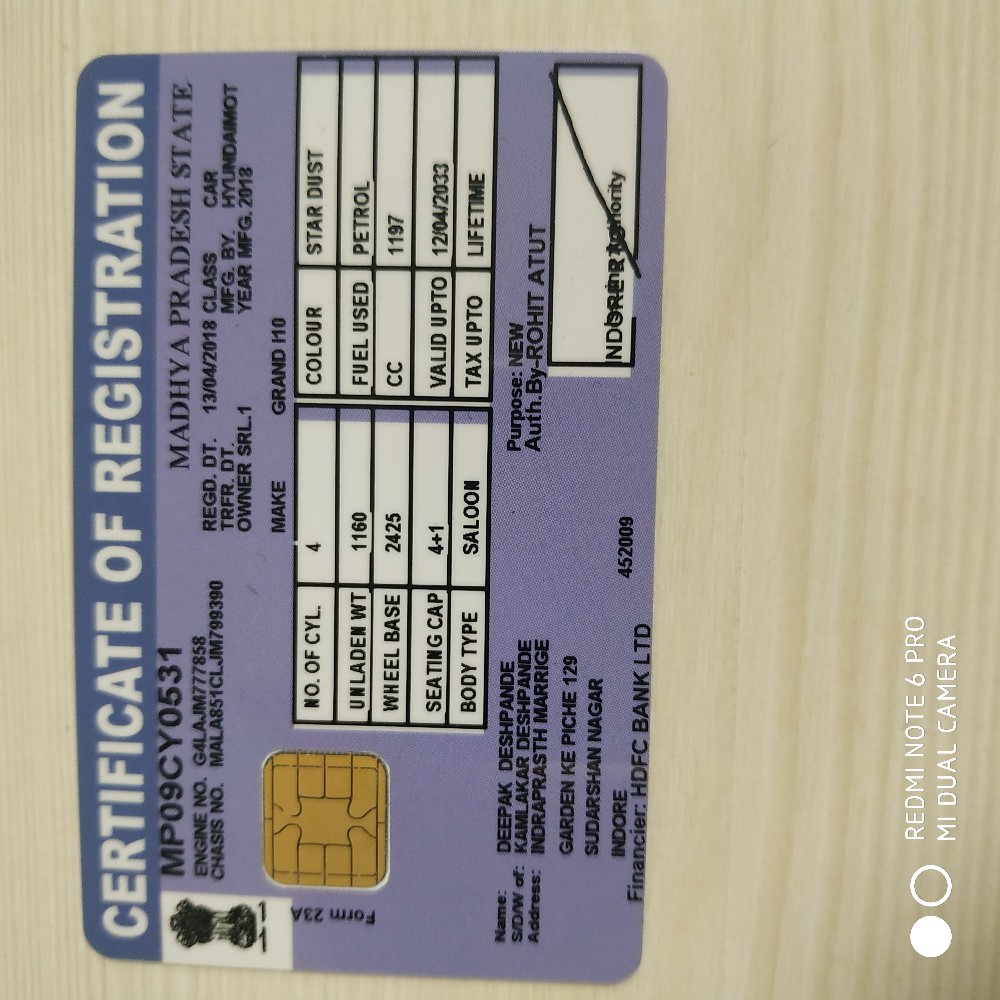 CERTIFICATE OF REGISTRATION
MADHYA PRADESH STATE
MP09CY0531
ENGINE NO. G4LAJM777858
CHASIS NO. MALA851CLJM799390
REGD. DT. 13/04/2018 CLASS CAR
TRFR. DT. MFG. BY. HYUNDAIMOT
OWNER SRL.1 YEAR MFG. 2018
MAKE GRAND I10
Form 23A
NO. OF CYL. 4 COLOUR STAR DUST
UNLADEN WT 1160 FUEL USED PETROL
WHEEL BASE 2425 CC 1197
SEATING CAP 4+1 VALID UPTO 12/04/2033
BODY TYPE SALOON TAX UPTO LIFETIME
Name: DEEPAK DESHPANDE
S/D/W of: KAMLAKAR DESHPANDE
Address: INDRAPRASTH MARRIGE
GARDEN KE PICHE 129
SUDARSHAN NAGAR
INDORE 452009
Financier: HDFC BANK LTD
Purpose: NEW
Auth.By-ROHIT ATUT
INDORE
REDMI NOTE 6 PRO
MI DUAL CAMERA